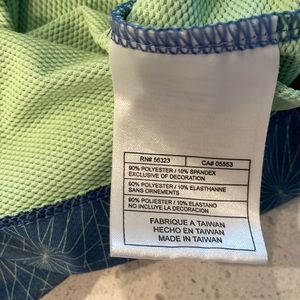 RN# 56323 CA# 05553
90% POLYESTER / 10% SPANDEX
EXCLUSIVE OF DECORATION
90% POLYESTER / 10% ELASTHANNE
SANS ORNEMENTS
90% POLIESTER / 10% ELASTANO
NO INCLUYE LA DECORACION
FABRIQUE A TAIWAN
HECHO EN TAIWAN
MADE IN TAIWAN